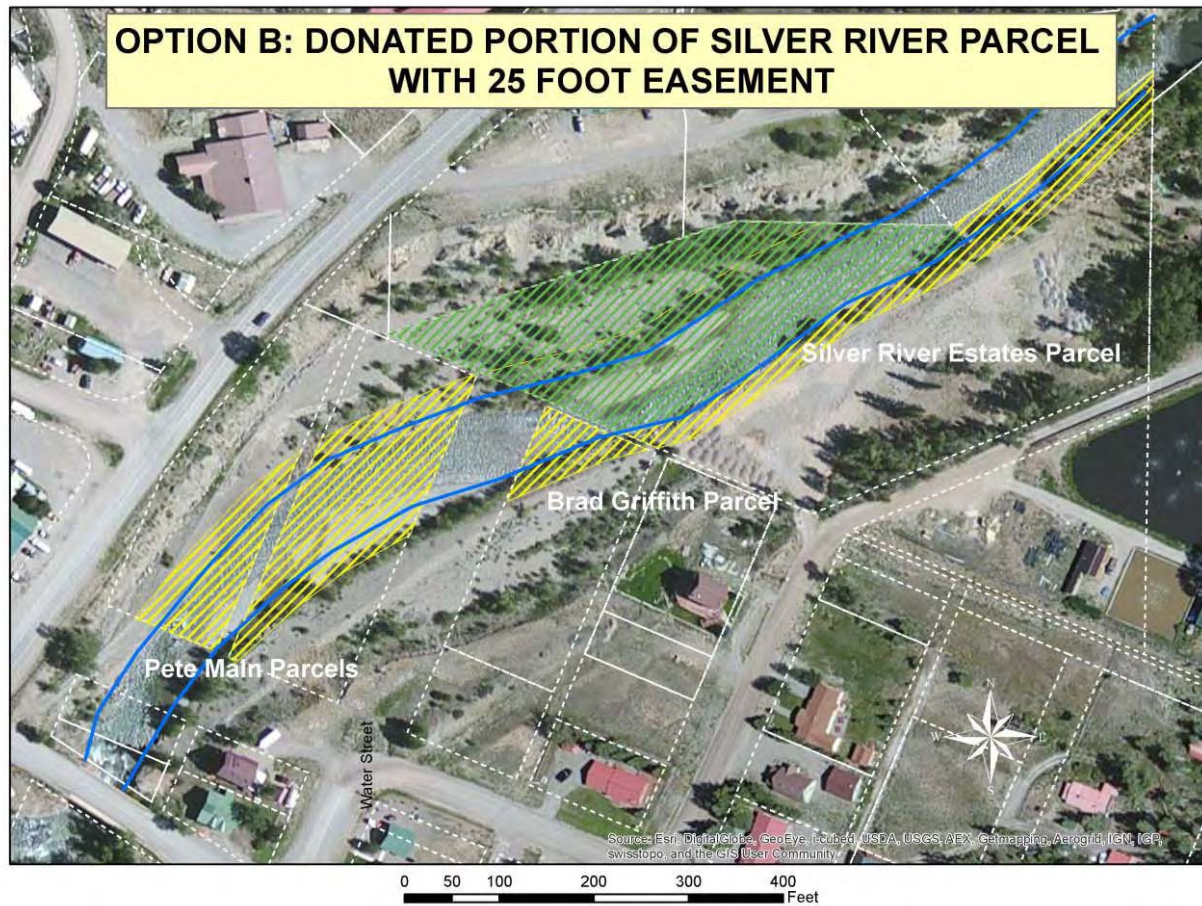 OPTION B: DONATED PORTION OF SILVER RIVER PARCEL
WITH 25 FOOT EASEMENT
Silver River Estates Parcel
Brad Griffith Parcel
Pete Main Parcels
Water Street
N
W E
S
Source: Esri, DigitalGlobe, GeoEye, i-cubed, USDA, USGS, AEX, Getmapping, Aerogrid, IGN, IGP,
swisstopo, and the GIS User Community
0 50 100 200 300 400
Feet